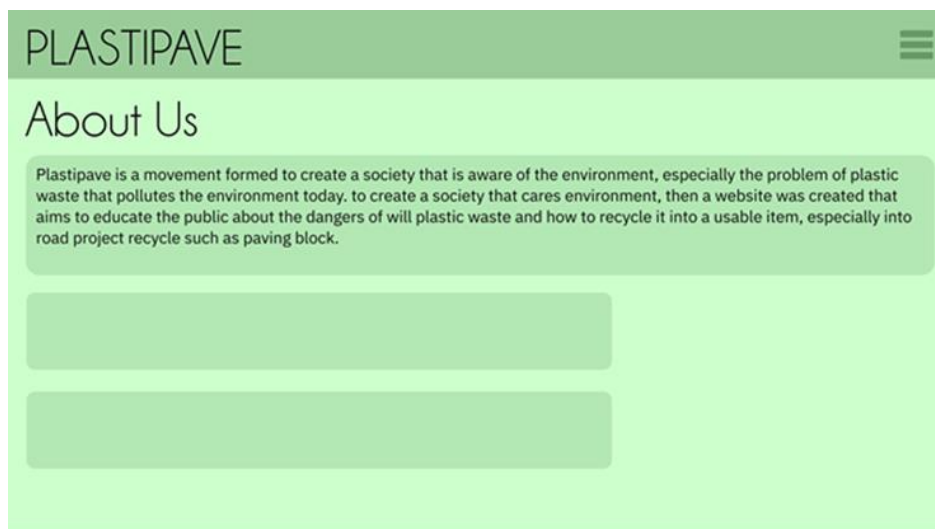 PLASTIPAVE
About Us
Plastipave is a movement formed to create a society that is aware of the environment, especially the problem of plastic
waste that pollutes the environment today. to create a society that cares environment, then a website was created that
aims to educate the public about the dangers of will plastic waste and how to recycle it into a usable item, especially into
road project recycle such as paving block.